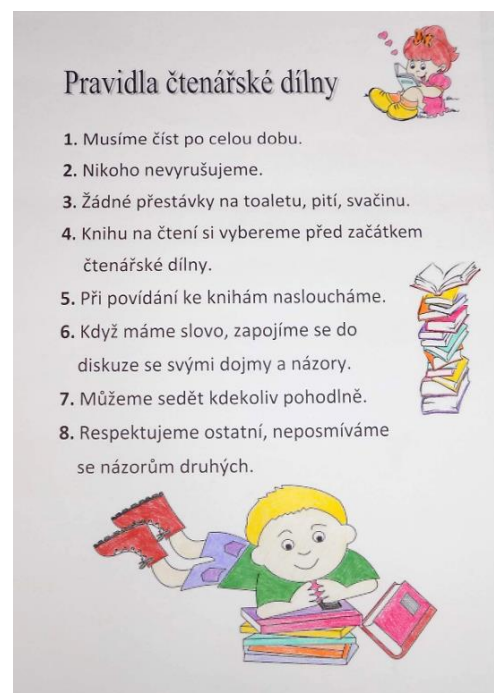 Pravidla čtenářské dílny
1. Musíme číst po celou dobu.
2. Nikoho nevyrušujeme.
3. Žádné přestávky na toaletu, pití, svačinu.
4. Knihu na čtení si vybereme před začátkem
čtenářské dílny.
5. Při povídání ke knihám nasloucháme.
6. Když máme slovo, zapojíme se do
diskuze se svými dojmy a názory.
7. Můžeme sedět kdekoliv pohodlně.
8. Respektujeme ostatní, neposmíváme
se názorům druhých.